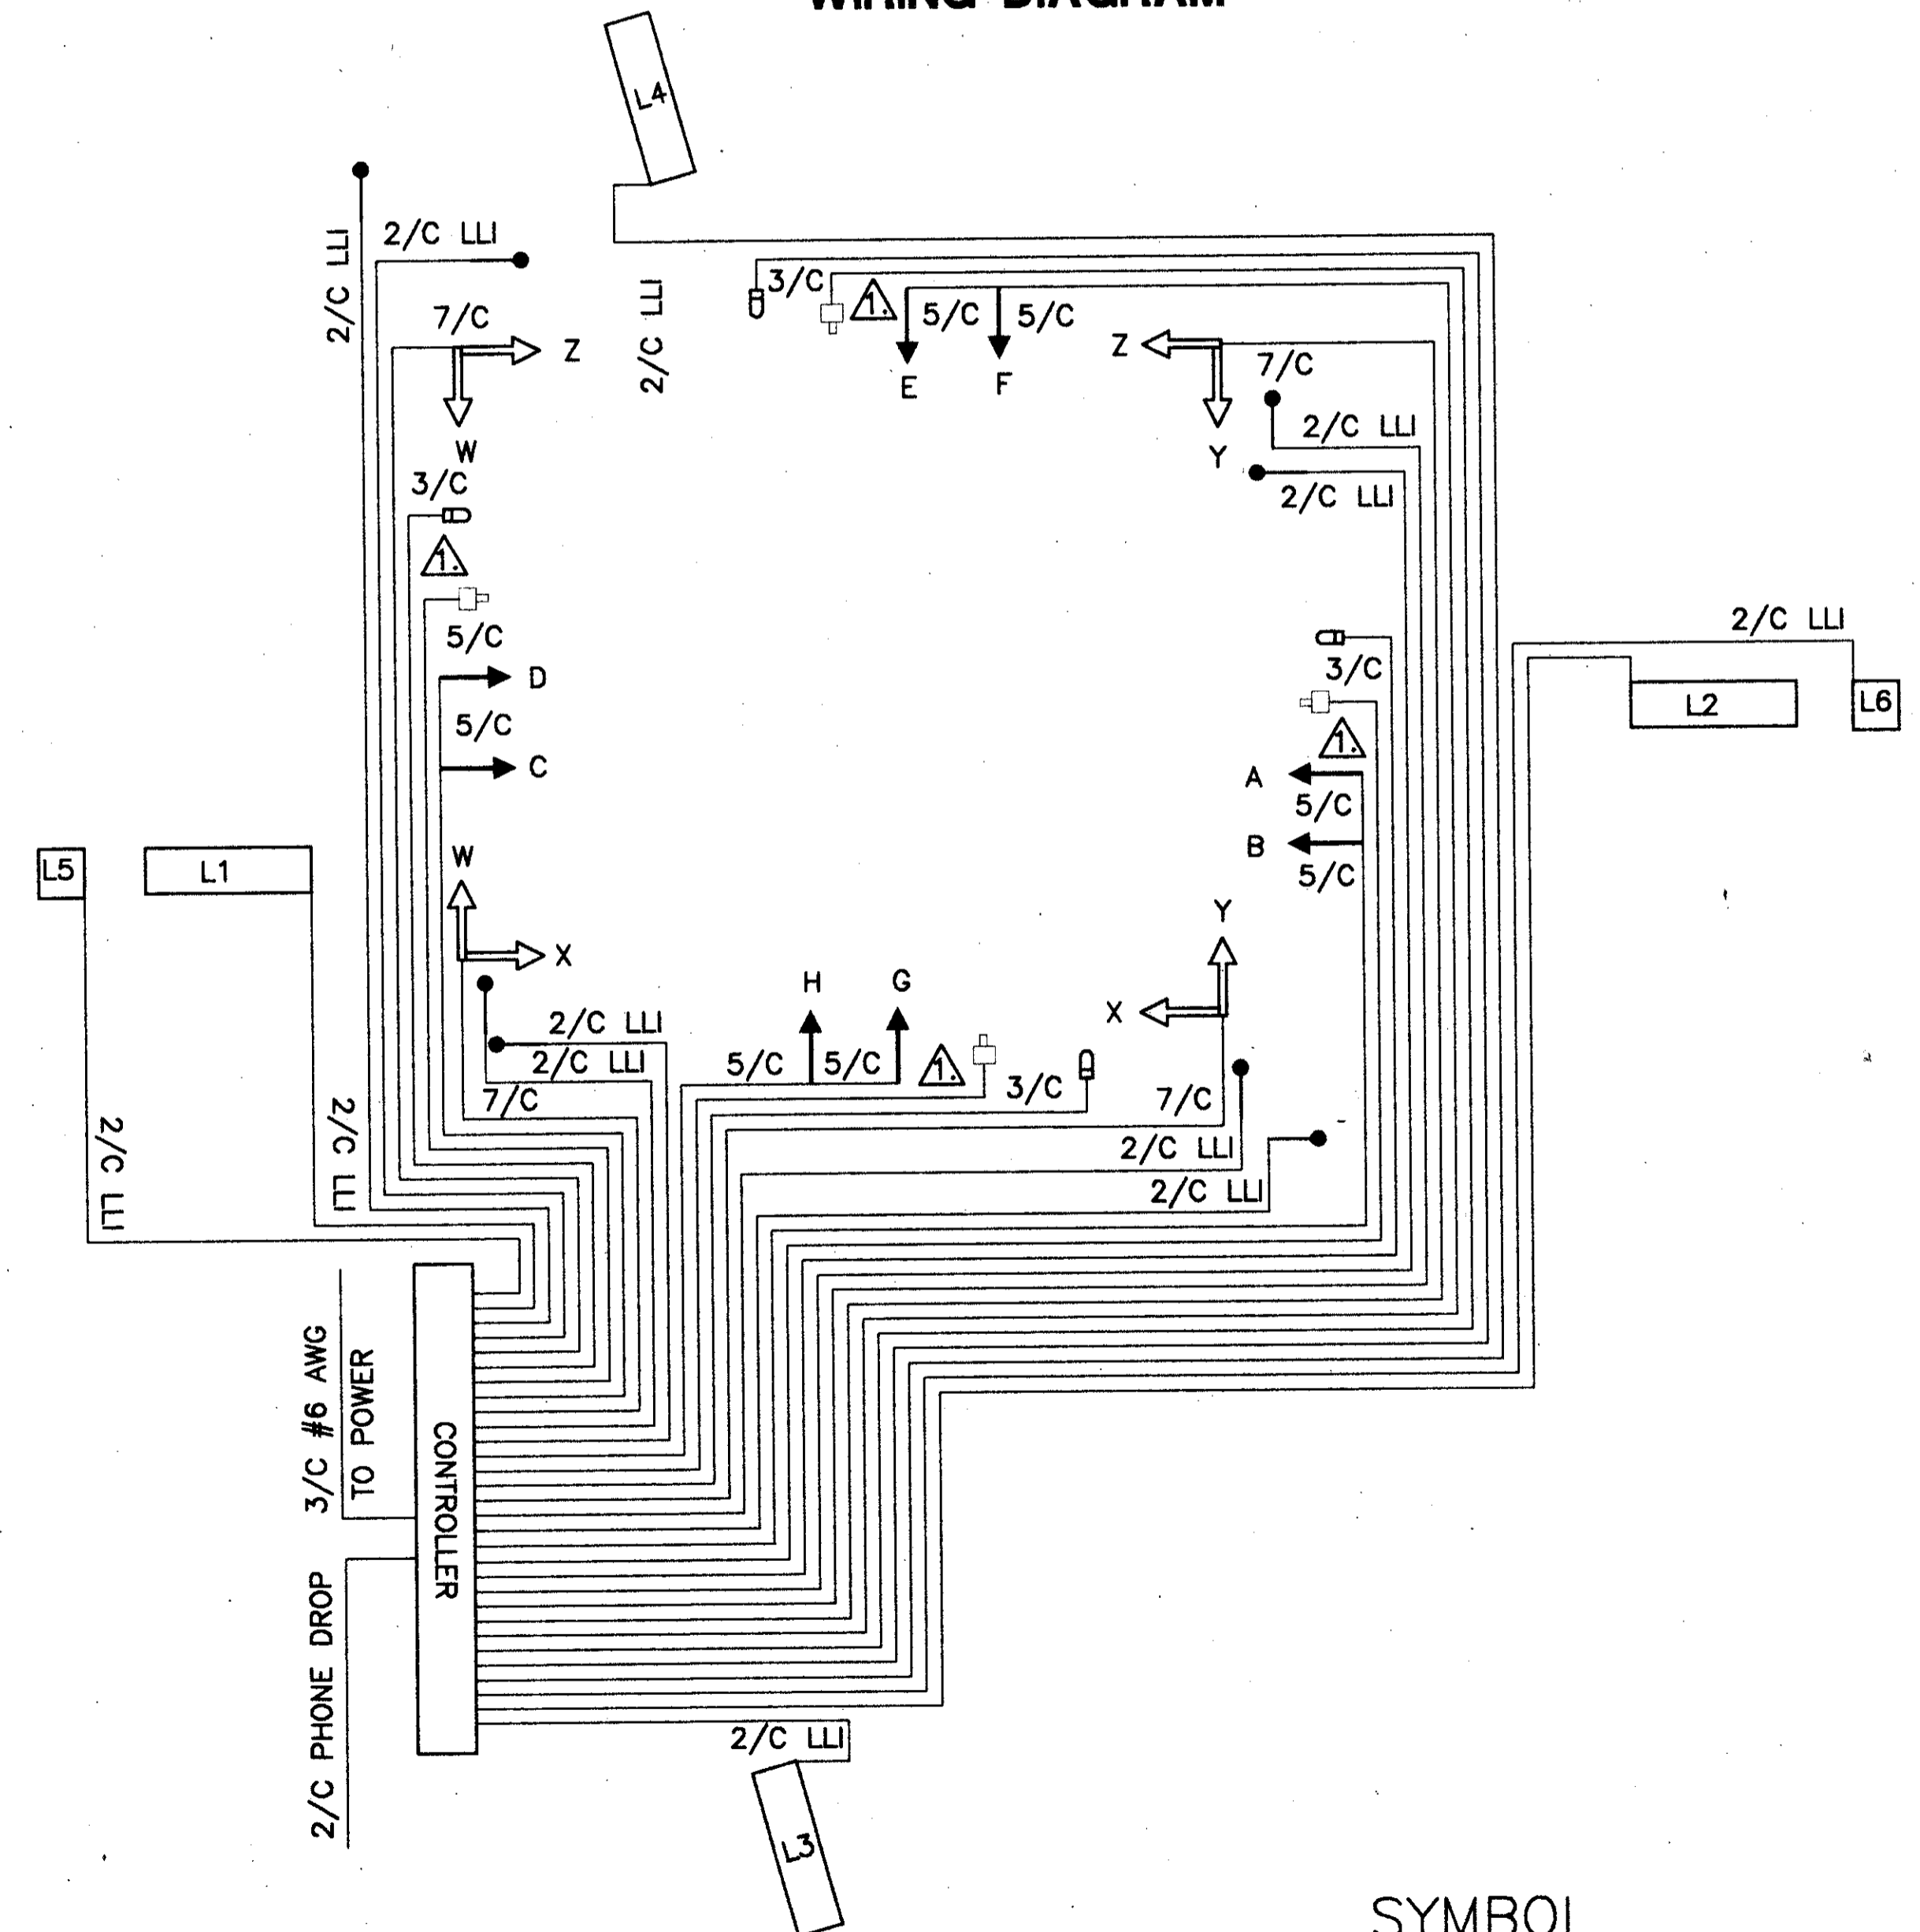 WIRING DIAGRAM
L4
2/C LLI
2/C LLI
2/C LLI
3/C
1.
5/C
5/C
7/C
Z
W
E
F
Z
7/C
Y
2/C LLI
2/C LLI
3/C
1.
5/C
D
5/C
C
2/C LLI
L2
L6
3/C
1.
A
5/C
B
5/C
L5
L1
W
X
Y
X
H
G
2/C LLI
2/C LLI
7/C
5/C
5/C
1.
3/C
7/C
2/C LLI
2/C LLI
2/C LLI
2/C LLI
3/C #6 AWG
TO POWER
CONTROLLER
2/C PHONE DROP
2/C LLI
L3
SYMBOL